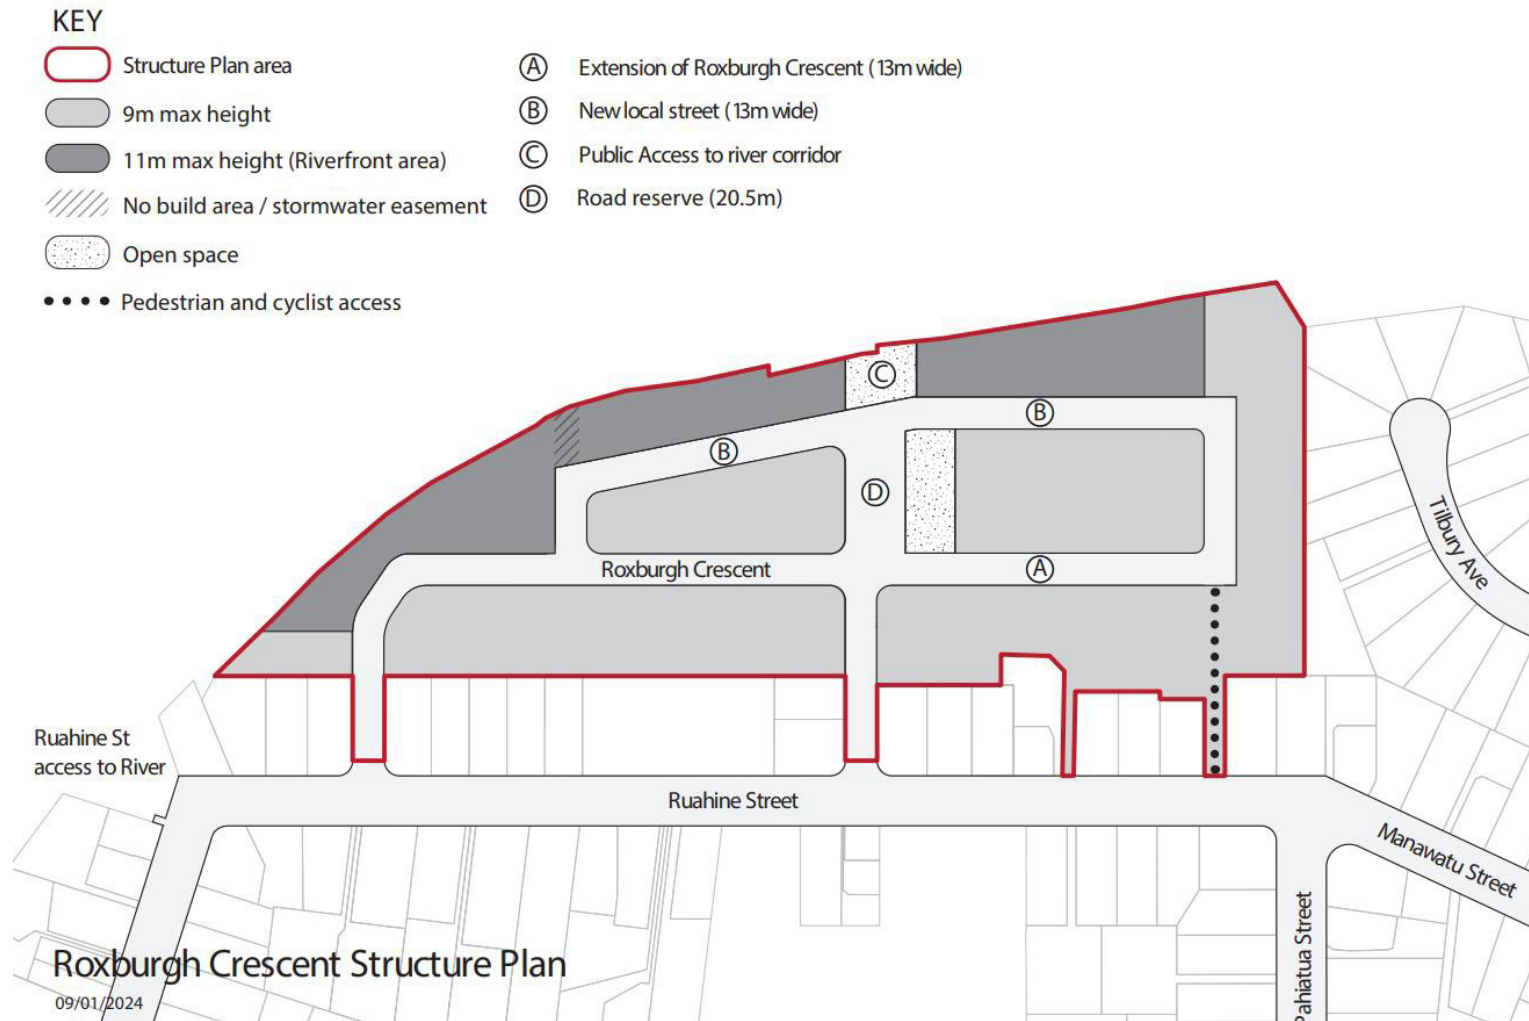 KEY
Structure Plan area
9m max height
11m max height (Riverfront area)
No build area / stormwater easement
Open space
Pedestrian and cyclist access
A Extension of Roxburgh Crescent (13m wide)
B New local street (13m wide)
C Public Access to river corridor
D Road reserve (20.5m)
C
B
B
D
A
Roxburgh Crescent
Tilbury Ave
Ruahine St
access to River
Ruahine Street
Manawatu Street
Pahiatua Street
Roxburgh Crescent Structure Plan
09/01/2024